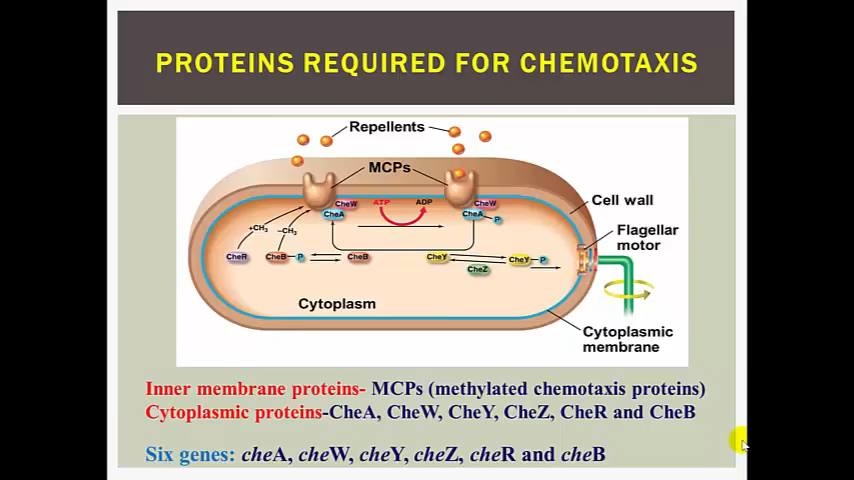 PROTEINS REQUIRED FOR CHEMOTAXIS
Repellents
MCPs
Cell wall
CheW
CheA
ATP
ADP
CheW
CheA
P
Flagellar
motor
+CH3
−CH3
CheR
CheB
P
CheB
CheY
CheZ
CheY
P
Cytoplasm
Cytoplasmic
membrane
Inner membrane proteins- MCPs (methylated chemotaxis proteins)
Cytoplasmic proteins-CheA, CheW, CheY, CheZ, CheR and CheB
Six genes: cheA, cheW, cheY, cheZ, cheR and cheB